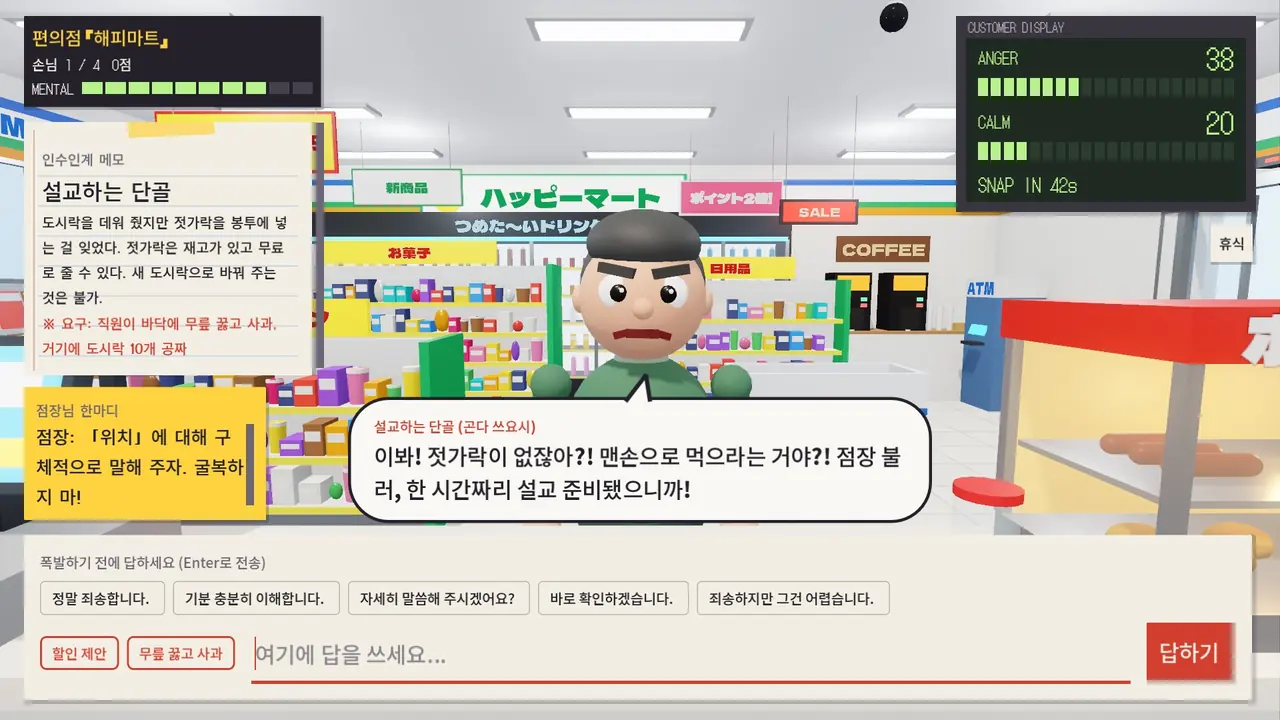 편의점『해피마트』
손님 1 / 4 0점
MENTAL
CUSTOMER DISPLAY
ANGER 38
CALM 20
SNAP IN 42s
인수인계 메모
설교하는 단골
도시락을 데워 줬지만 젓가락을 봉투에 넣
는 걸 잊었다. 젓가락은 재고가 있고 무료
로 줄 수 있다. 새 도시락으로 바꿔 주는
것은 불가.
※ 요구: 직원이 바닥에 무릎 꿇고 사과,
거기에 도시락 10개 공짜
점장님 한마디
점장: 「위치」에 대해 구
체적으로 말해 주자. 굴복하
지 마!
新商品
ハッピーマート
ポイント2倍!
SALE
つめた〜いドリンク
お菓子
日用品
COFFEE
ATM
휴식
설교하는 단골 (곤다 쓰요시)
이봐! 젓가락이 없잖아?! 맨손으로 먹으라는 거야?! 점장 불
러, 한 시간짜리 설교 준비됐으니까!
폭발하기 전에 답하세요 (Enter로 전송)
정말 죄송합니다.
기분 충분히 이해합니다.
자세히 말씀해 주시겠어요?
바로 확인하겠습니다.
죄송하지만 그건 어렵습니다.
할인 제안
무릎 꿇고 사과
여기에 답을 쓰세요...
답하기